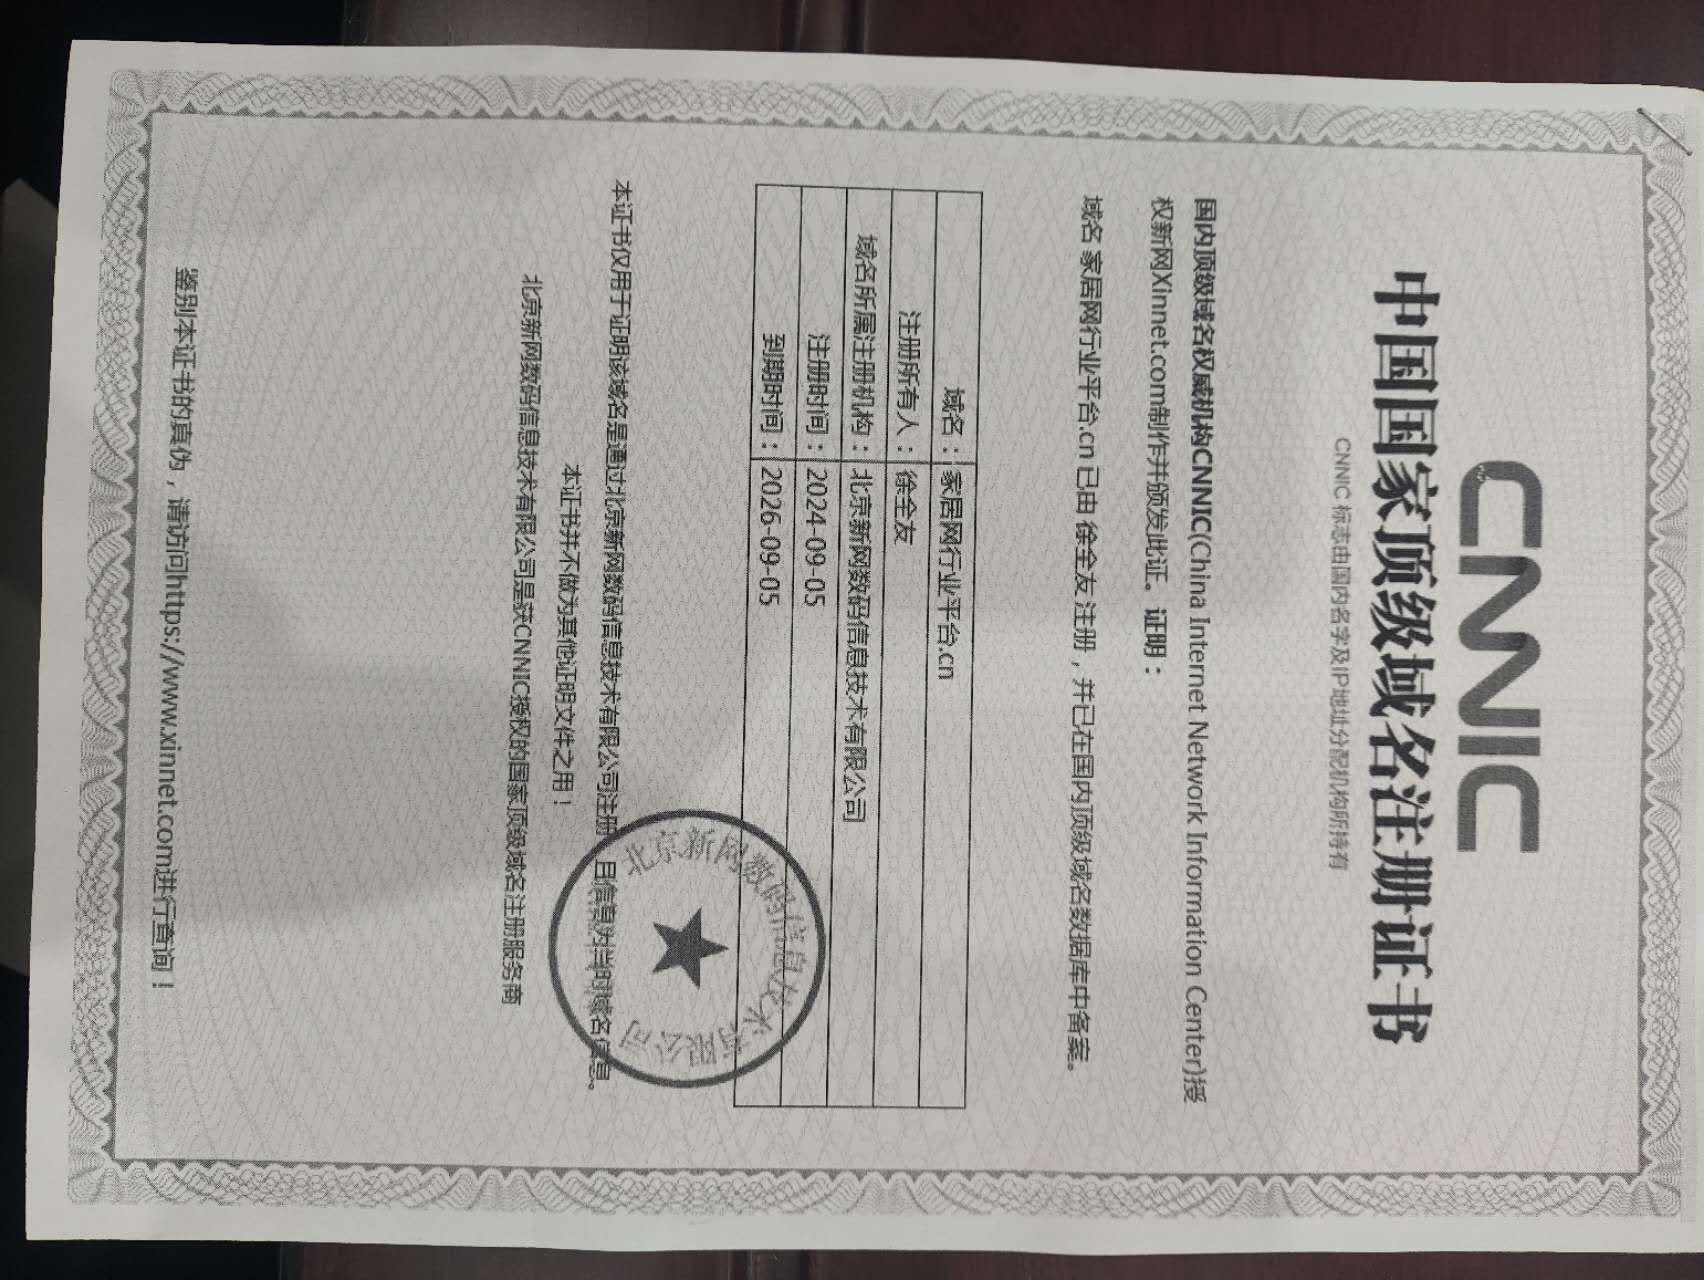 CNNIC
中国国家顶级域名注册证书
CNNIC 标志由国内名字及IP地址分配机构所持有
国内顶级域名权威机构CNNIC(China Internet Network Information Center)授
权新网Xinnet.com制作并颁发此证。证明：
域名 家居网行业平台.cn 已由 徐全友 注册，并已在国内顶级域名数据库中备案。
域名： 家居网行业平台.cn
注册所有人： 徐全友
域名所属注册机构： 北京新网数码信息技术有限公司
注册时间： 2024-09-05
到期时间： 2026-09-05
北京新网数码信息技术有限公司
本证书仅用于证明该域名是通过北京新网数码信息技术有限公司注册 且信息为当时域名信息。
本证书并不做为其他证明文件之用！
北京新网数码信息技术有限公司是获CNNIC授权的国家顶级域名注册服务商
鉴别本证书的真伪，请访问https://www.xinnet.com进行查询！